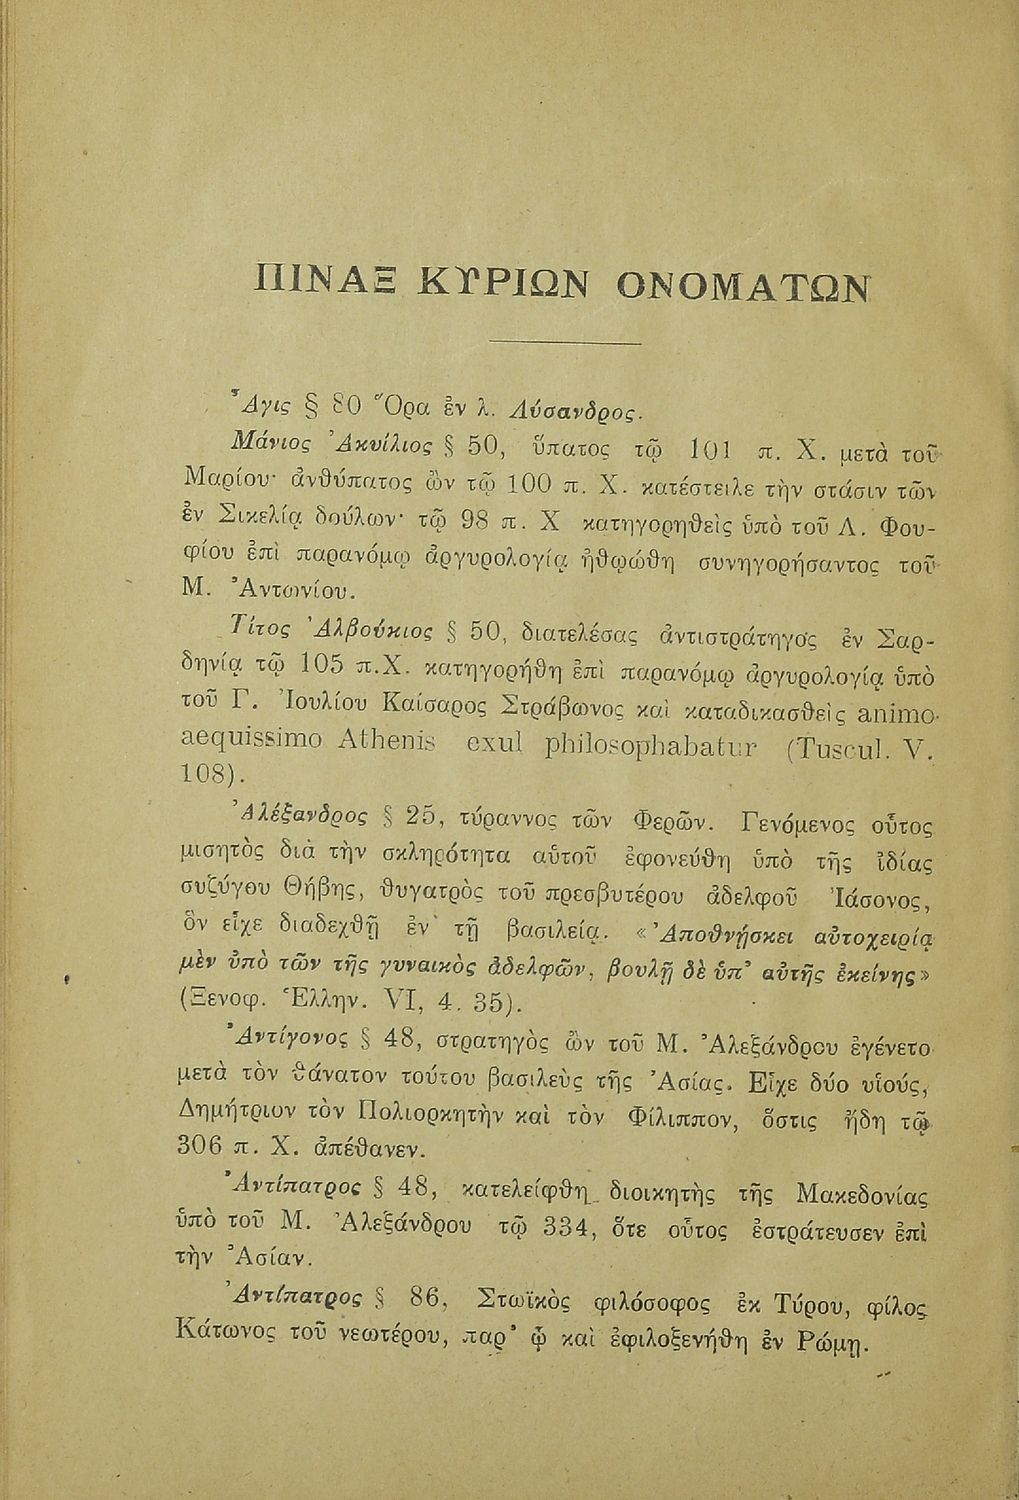 ΠΙΝΑΞ ΚΥΡΙΩΝ ΟΝΟΜΑΤΩΝ
Ἆγις § 80 Ὅρα ἐν λ. Λύσανδρος.
Μάνιος Ἀκυίλιος § 50, ὕπατος τῷ 101 π. Χ. μετὰ τοῦ
Μαρίου· ἀνθύπατος ὢν τῷ 100 π. Χ. κατέστειλε τὴν στάσιν τῶν
ἐν Σικελίᾳ δούλων· τῷ 98 π. Χ κατηγορηθεὶς ὑπὸ τοῦ Λ. Φου-
φίου ἐπὶ παρανόμῳ ἀργυρολογίᾳ ἠθῳώθη συνηγορήσαντος τοῦ
Μ. Ἀντωνίου.
Τίτος Ἀλβούκιος § 50, διατελέσας ἀντιστράτηγος ἐν Σαρ-
δηνίᾳ τῷ 105 π.Χ. κατηγορήθη ἐπὶ παρανόμῳ ἀργυρολογίᾳ ὑπὸ
τοῦ Γ. Ἰουλίου Καίσαρος Στράβωνος καὶ καταδικασθεὶς animo
aequissimo Athenis exul philosophabatur (Tuscul. V.
108).
Ἀλέξανδρος § 25, τύραννος τῶν Φερῶν. Γενόμενος οὗτος
μισητὸς διὰ τὴν σκληρότητα αὐτοῦ ἐφονεύθη ὑπὸ τῆς ἰδίας
συζύγου Θήβης, θυγατρὸς τοῦ πρεσβυτέρου ἀδελφοῦ Ἰάσονος,
ὃν εἶχε διαδεχθῆ ἐν τῇ βασιλείᾳ. «Ἀποθνήσκει αὐτοχειρίᾳ
μὲν ὑπὸ τῶν τῆς γυναικὸς ἀδελφῶν, βουλῇ δὲ ὑπ' αὐτῆς ἐκείνης»
(Ξενοφ. Ἑλλην. VI, 4. 35).
Ἀντίγονος § 48, στρατηγὸς ὢν τοῦ Μ. Ἀλεξάνδρου ἐγένετο
μετὰ τὸν θάνατον τούτου βασιλεὺς τῆς Ἀσίας. Εἶχε δύο υἱούς,
Δημήτριον τὸν Πολιορκητὴν καὶ τὸν Φίλιππον, ὅστις ἤδη τῷ
306 π. Χ. ἀπέθανεν.
Ἀντίπατρος § 48, κατελείφθη διοικητὴς τῆς Μακεδονίας
ὑπὸ τοῦ Μ. Ἀλεξάνδρου τῷ 334, ὅτε οὗτος ἐστράτευσεν ἐπὶ
τὴν Ἀσίαν.
Ἀντίπατρος § 86, Στωϊκὸς φιλόσοφος ἐκ Τύρου, φίλος
Κάτωνος τοῦ νεωτέρου, παρ' ᾧ καὶ ἐφιλοξενήθη ἐν Ρώμῃ.